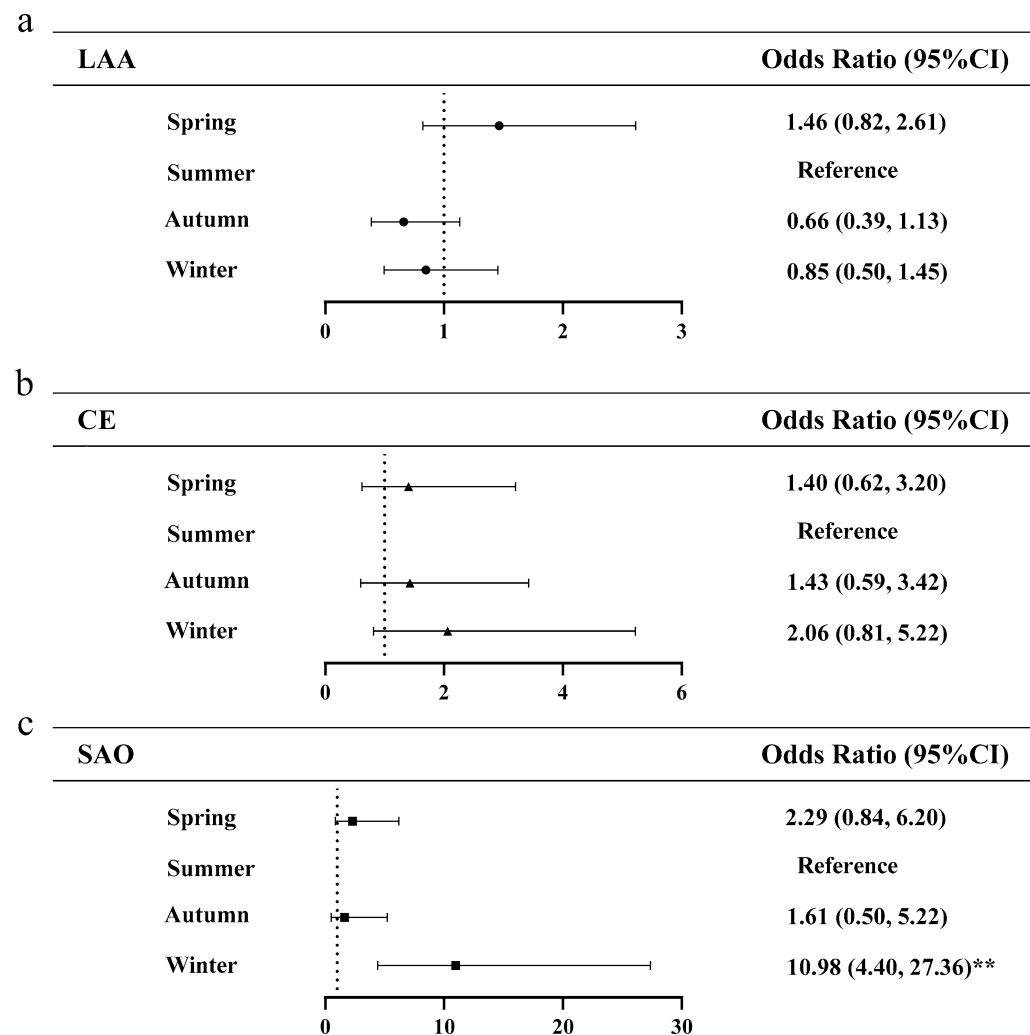 a
LAA Odds Ratio (95%CI)
Spring 1.46 (0.82, 2.61)
Summer Reference
Autumn 0.66 (0.39, 1.13)
Winter 0.85 (0.50, 1.45)
0 1 2 3
b
CE Odds Ratio (95%CI)
Spring 1.40 (0.62, 3.20)
Summer Reference
Autumn 1.43 (0.59, 3.42)
Winter 2.06 (0.81, 5.22)
0 2 4 6
c
SAO Odds Ratio (95%CI)
Spring 2.29 (0.84, 6.20)
Summer Reference
Autumn 1.61 (0.50, 5.22)
Winter 10.98 (4.40, 27.36)**
0 10 20 30